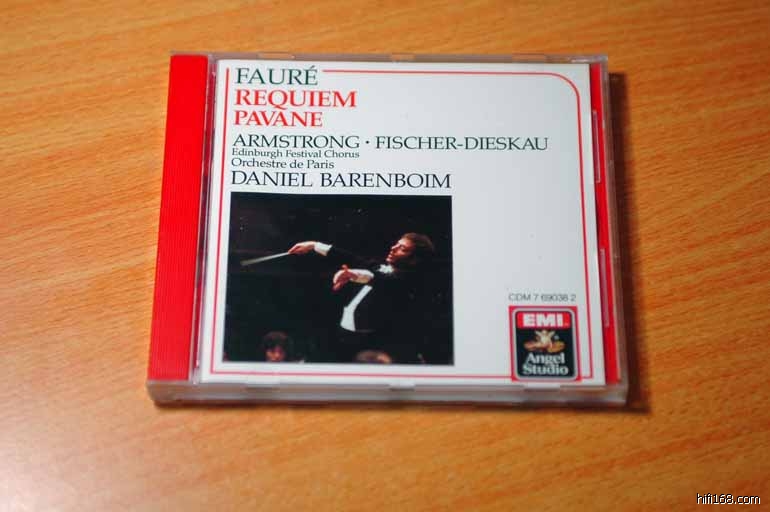 FAURÉ
REQUIEM
PAVANE
ARMSTRONG · FISCHER-DIESKAU
Edinburgh Festival Chorus
Orchestre de Paris
DANIEL BARENBOIM
CDM 7 69038 2
EMI
Angel
Studio
hifi168.com